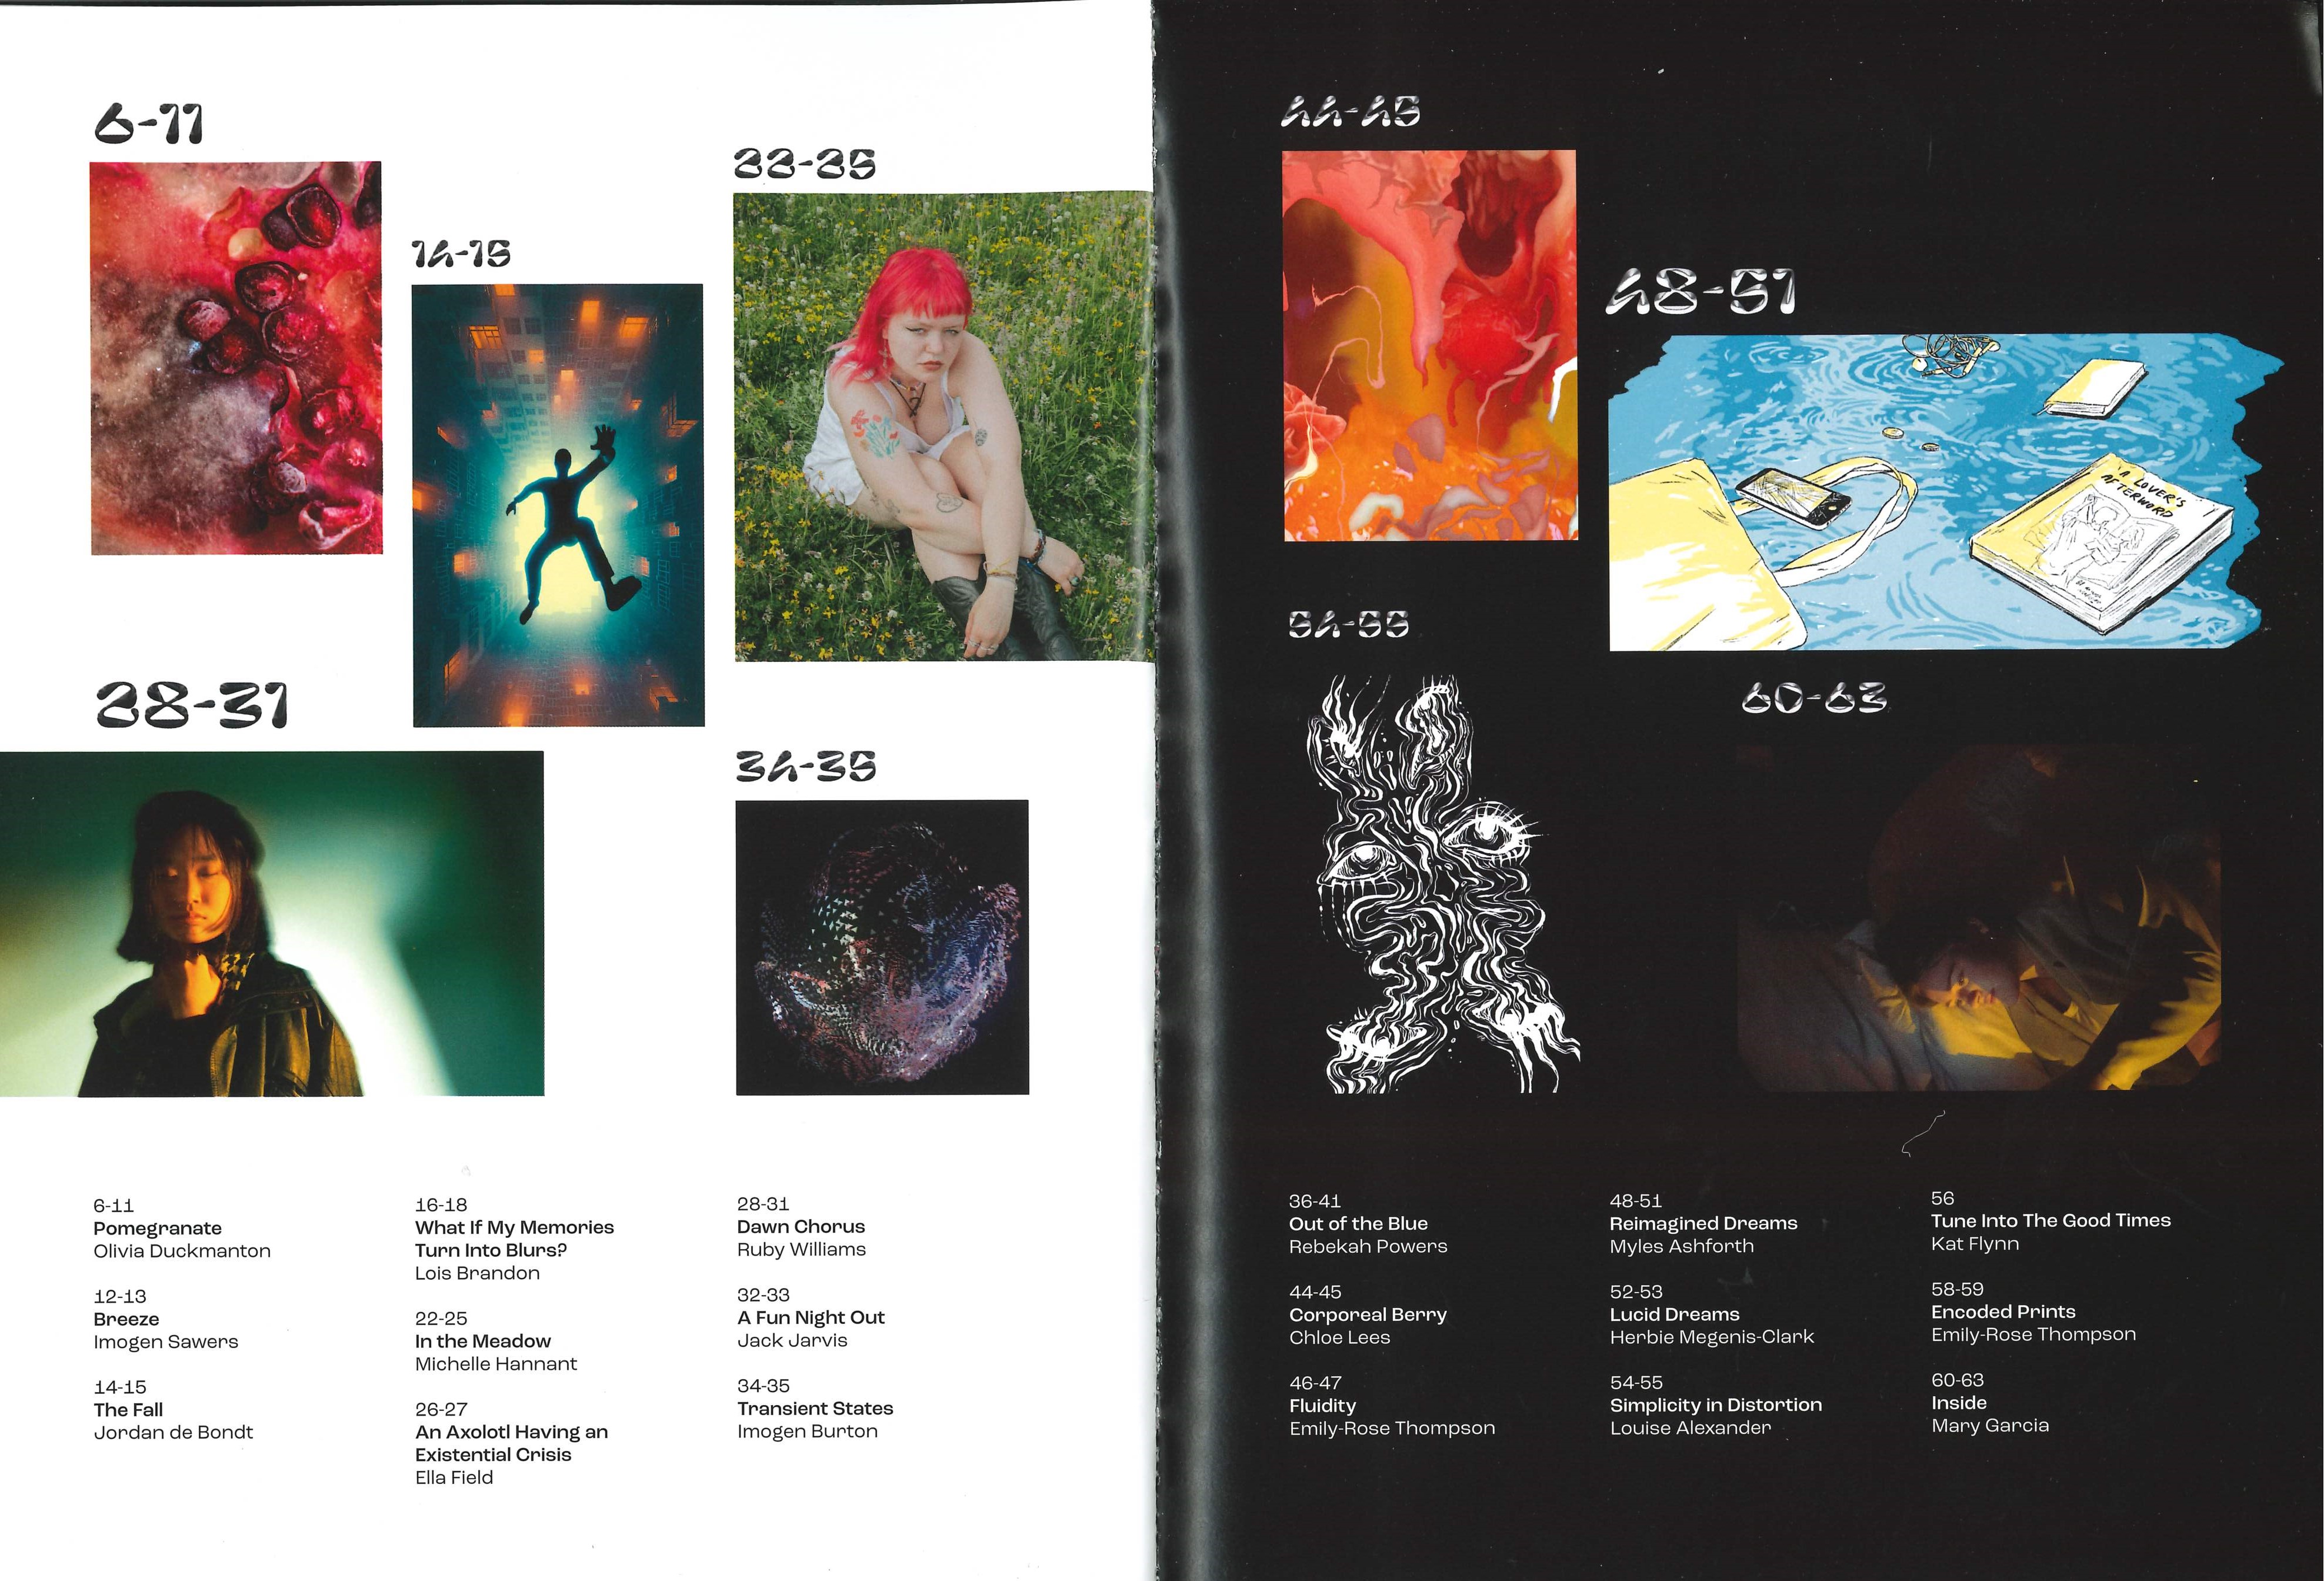 6-11
14-15
22-25
28-31
34-35
6-11
Pomegranate
Olivia Duckmanton
12-13
Breeze
Imogen Sawers
14-15
The Fall
Jordan de Bondt
16-18
What If My Memories
Turn Into Blurs?
Lois Brandon
22-25
In the Meadow
Michelle Hannant
26-27
An Axolotl Having an
Existential Crisis
Ella Field
28-31
Dawn Chorus
Ruby Williams
32-33
A Fun Night Out
Jack Jarvis
34-35
Transient States
Imogen Burton
44-45
48-51
A LOVER'S
AFTERWORD
54-55
60-63
36-41
Out of the Blue
Rebekah Powers
44-45
Corporeal Berry
Chloe Lees
46-47
Fluidity
Emily-Rose Thompson
48-51
Reimagined Dreams
Myles Ashforth
52-53
Lucid Dreams
Herbie Megenis-Clark
54-55
Simplicity in Distortion
Louise Alexander
56
Tune Into The Good Times
Kat Flynn
58-59
Encoded Prints
Emily-Rose Thompson
60-63
Inside
Mary Garcia